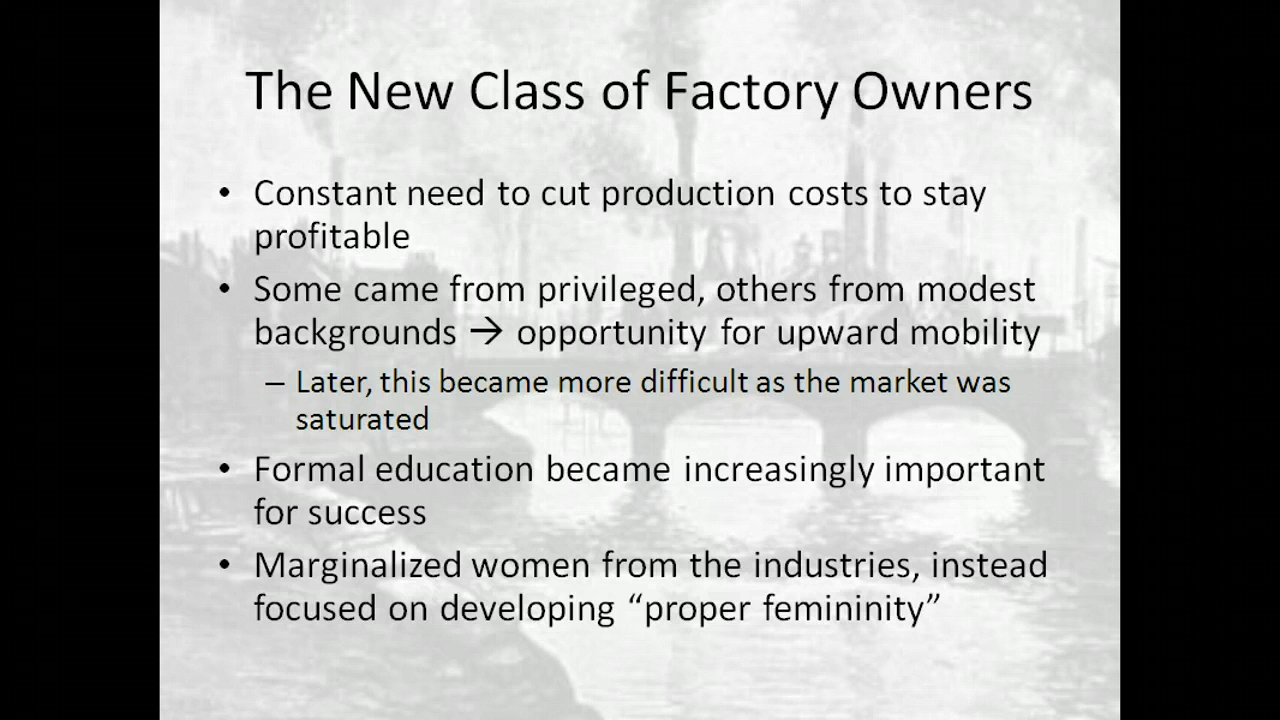 The New Class of Factory Owners
• Constant need to cut production costs to stay
profitable
• Some came from privileged, others from modest
backgrounds → opportunity for upward mobility
– Later, this became more difficult as the market was
saturated
• Formal education became increasingly important
for success
• Marginalized women from the industries, instead
focused on developing “proper femininity”